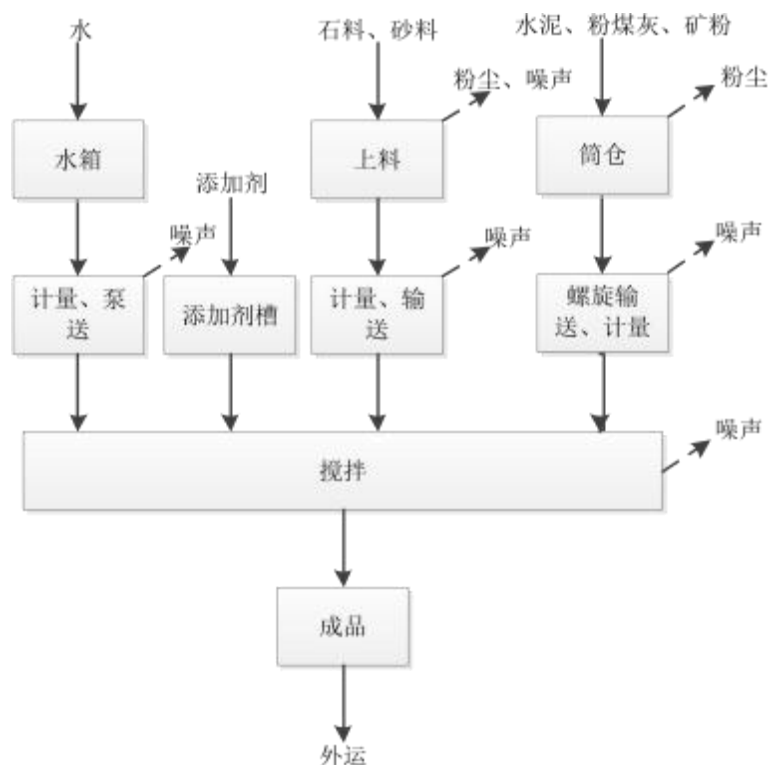 水
石料、砂料
水泥、粉煤灰、矿粉
粉尘、噪声
粉尘
水箱
上料
筒仓
添加剂
噪声
噪声
噪声
计量、泵
送
添加剂槽
计量、输
送
螺旋输
送、计量
噪声
搅拌
成品
外运